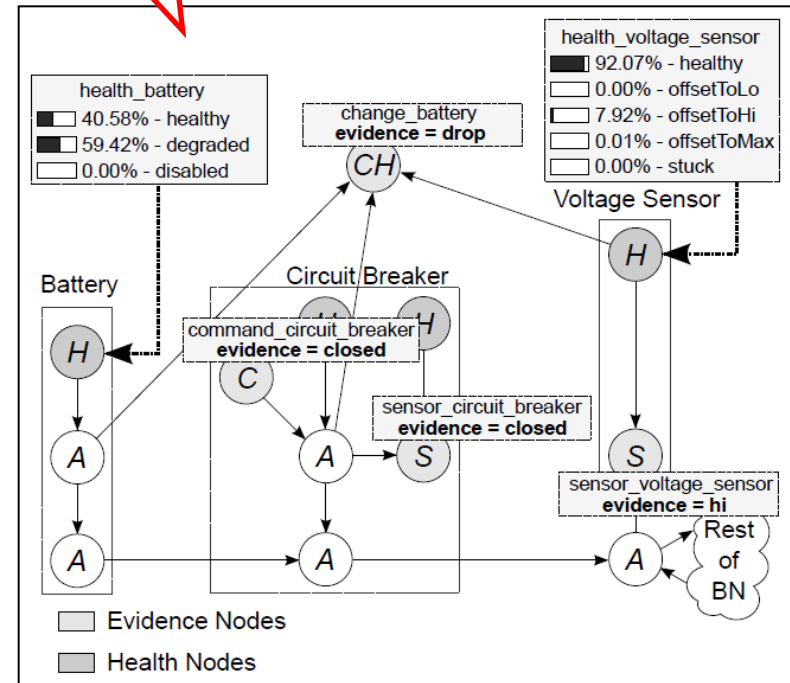 health_voltage_sensor
92.07% - healthy
0.00% - offsetToLo
7.92% - offsetToHi
0.01% - offsetToMax
0.00% - stuck
health_battery
40.58% - healthy
59.42% - degraded
0.00% - disabled
change_battery
evidence = drop
CH
Voltage Sensor
H
Battery
Circuit Breaker
H
H
command_circuit_breaker
evidence = closed
C
sensor_circuit_breaker
evidence = closed
A
A
S
S
sensor_voltage_sensor
evidence = hi
A
A
A
Rest
of
BN
Evidence Nodes
Health Nodes